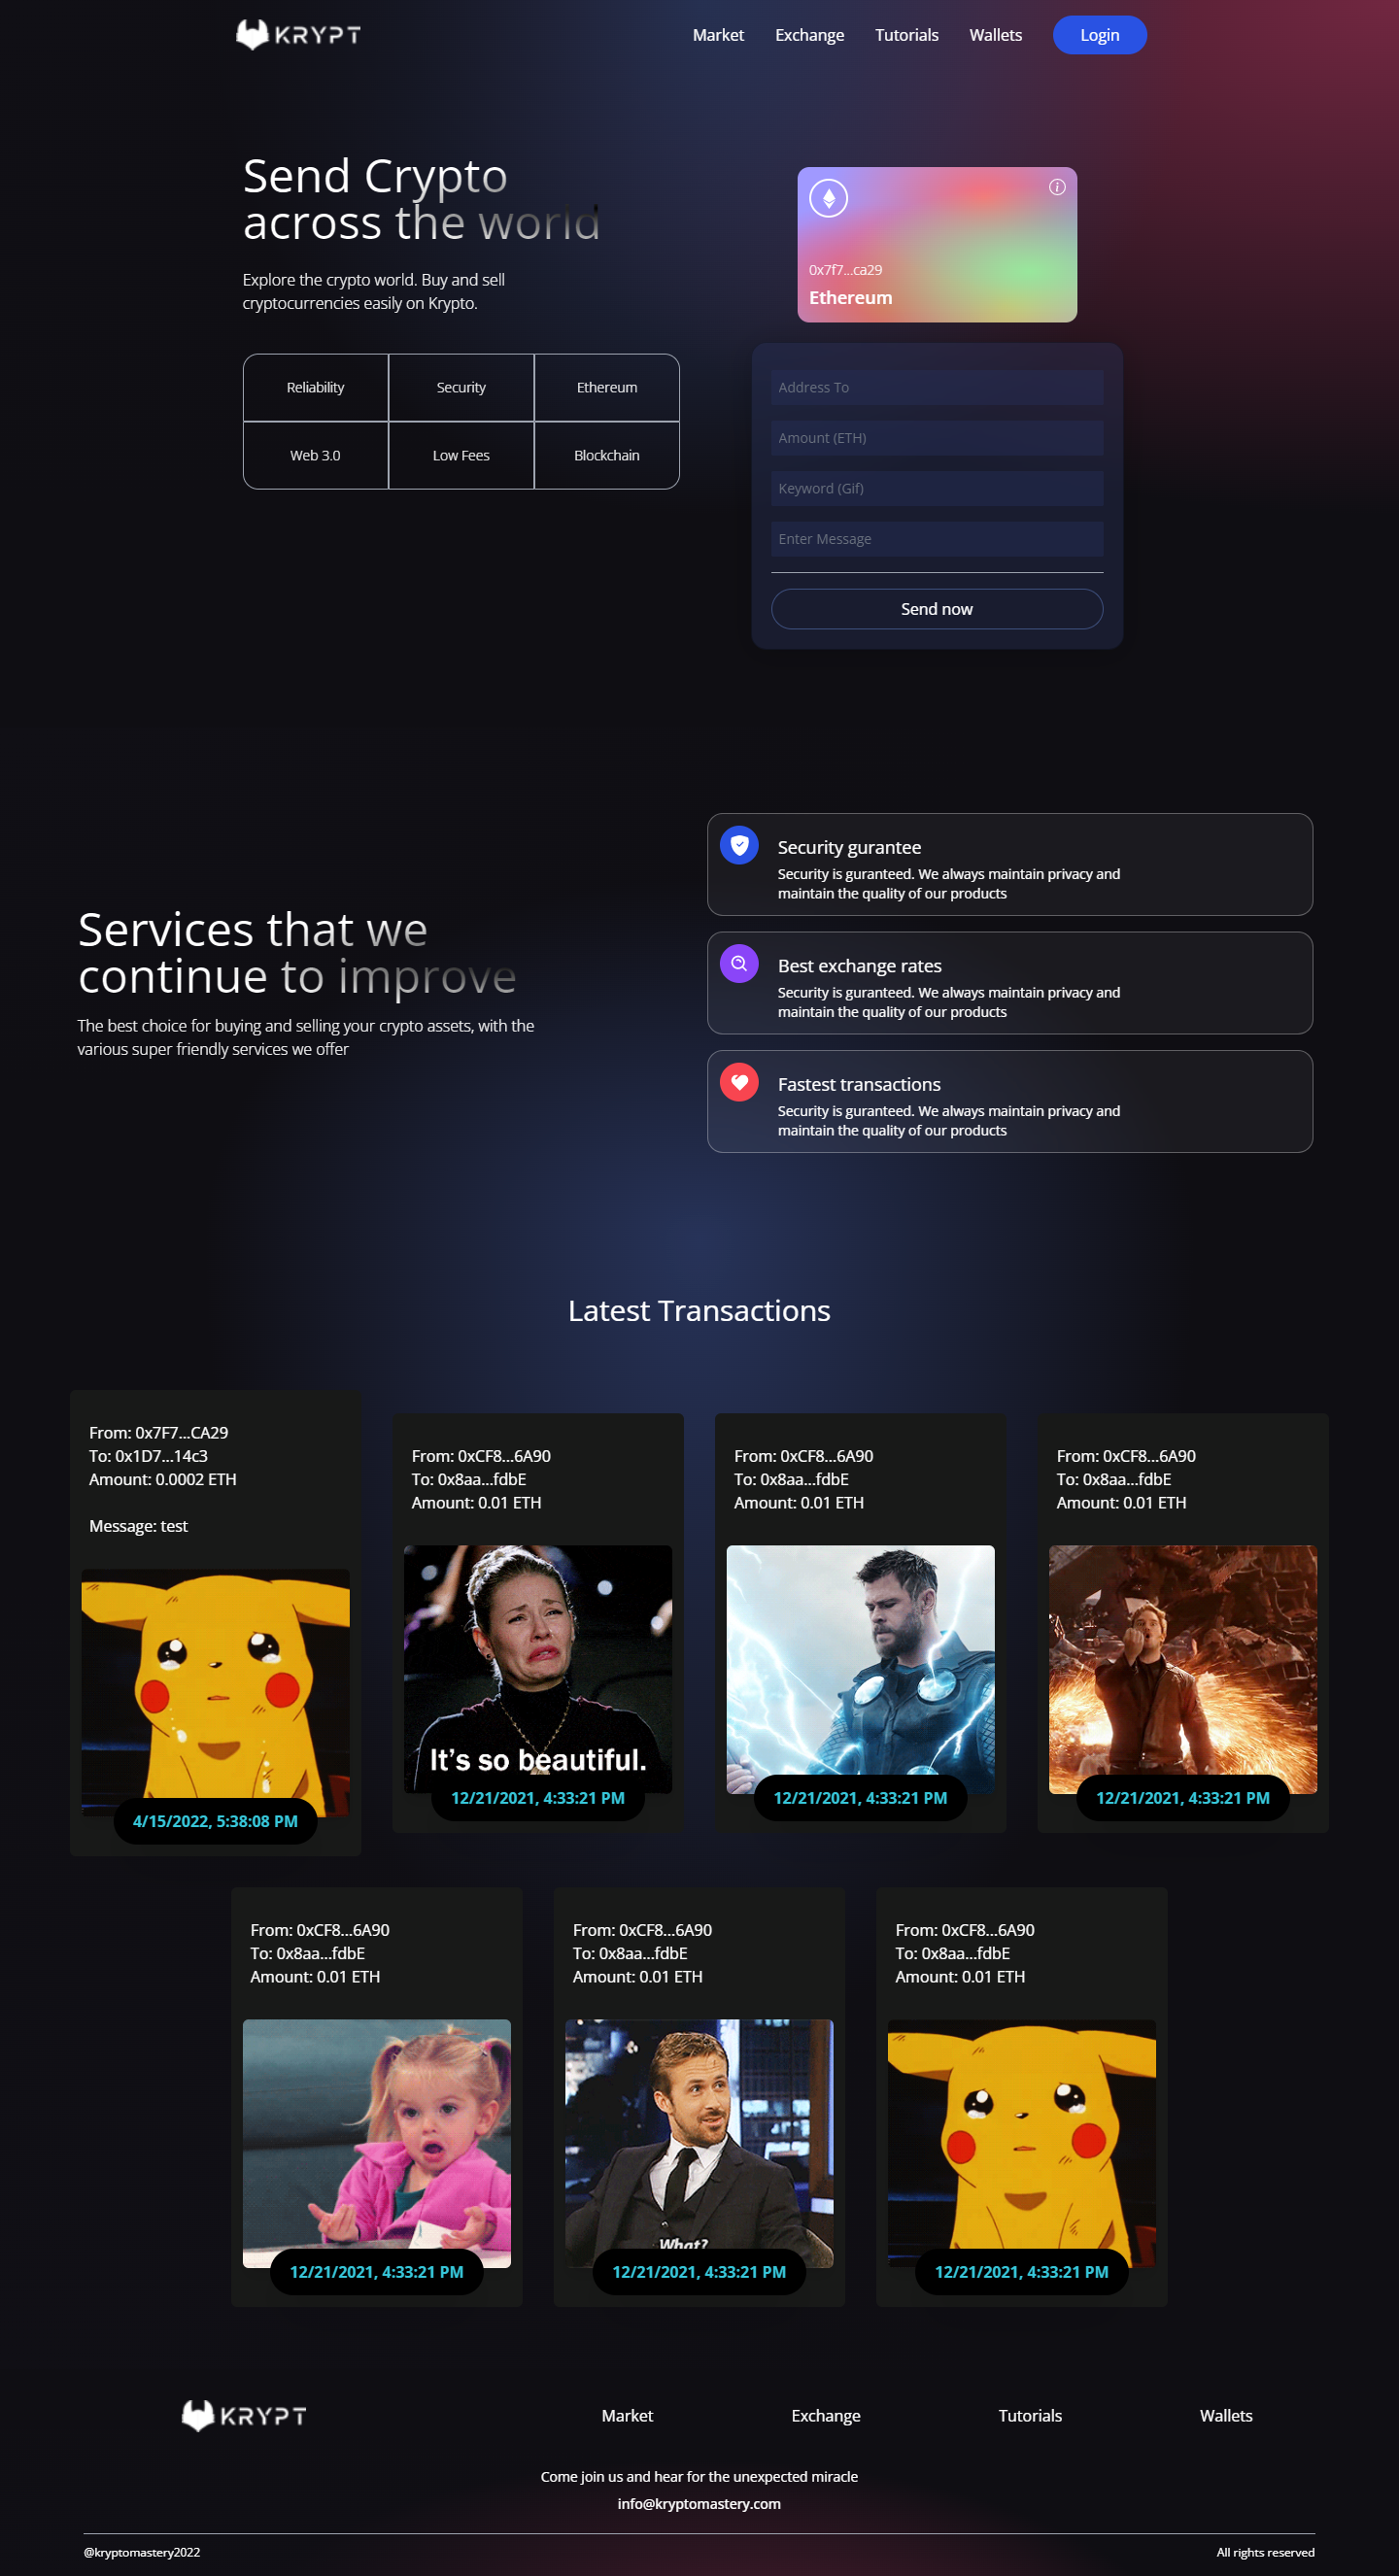 KRYPT
Market Exchange Tutorials Wallets Login
Send Crypto
across the world
Explore the crypto world. Buy and sell
cryptocurrencies easily on Krypto.
Reliability Security Ethereum
Web 3.0 Low Fees Blockchain
0x7f7...ca29
Ethereum
Address To
Amount (ETH)
Keyword (Gif)
Enter Message
Send now
Services that we
continue to improve
The best choice for buying and selling your crypto assets, with the
various super friendly services we offer
Security gurantee
Security is guranteed. We always maintain privacy and
maintain the quality of our products
Best exchange rates
Security is guranteed. We always maintain privacy and
maintain the quality of our products
Fastest transactions
Security is guranteed. We always maintain privacy and
maintain the quality of our products
Latest Transactions
From: 0x7F7...CA29
To: 0x1D7...14c3
Amount: 0.0002 ETH
Message: test
4/15/2022, 5:38:08 PM
From: 0xCF8...6A90
To: 0x8aa...fdbE
Amount: 0.01 ETH
It's so beautiful.
12/21/2021, 4:33:21 PM
From: 0xCF8...6A90
To: 0x8aa...fdbE
Amount: 0.01 ETH
12/21/2021, 4:33:21 PM
From: 0xCF8...6A90
To: 0x8aa...fdbE
Amount: 0.01 ETH
12/21/2021, 4:33:21 PM
From: 0xCF8...6A90
To: 0x8aa...fdbE
Amount: 0.01 ETH
12/21/2021, 4:33:21 PM
From: 0xCF8...6A90
To: 0x8aa...fdbE
Amount: 0.01 ETH
What?
12/21/2021, 4:33:21 PM
From: 0xCF8...6A90
To: 0x8aa...fdbE
Amount: 0.01 ETH
12/21/2021, 4:33:21 PM
KRYPT
Market Exchange Tutorials Wallets
Come join us and hear for the unexpected miracle
info@kryptomastery.com
@kryptomastery2022 All rights reserved